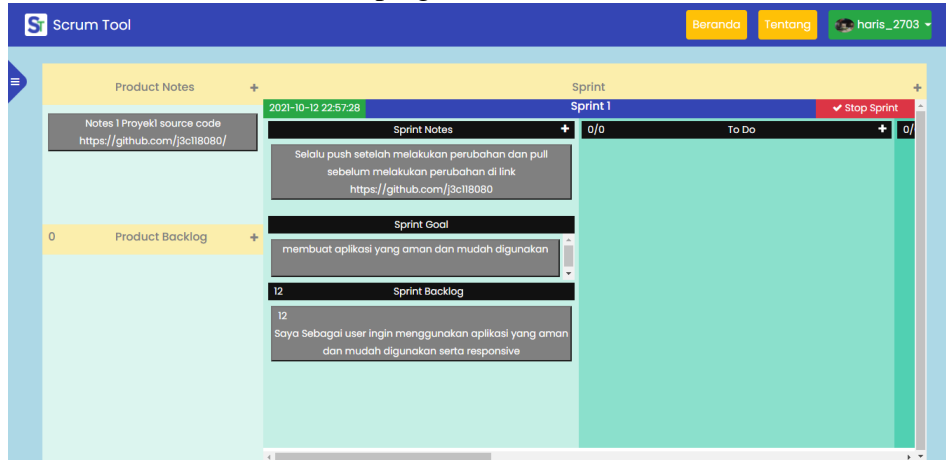 ST Scrum Tool
Beranda
Tentang
haris_2703
Product Notes +
Notes 1 Proyek1 source code
https://github.com/j3c118080/
0 Product Backlog +
Sprint +
2021-10-12 22:57:28
Sprint 1
Stop Sprint
Sprint Notes +
Selalu push setelah melakukan perubahan dan pull
sebelum melakukan perubahan di link
https://github.com/j3c118080
Sprint Goal
membuat aplikasi yang aman dan mudah digunakan
12 Sprint Backlog
12
Saya Sebagai user ingin menggunakan aplikasi yang aman
dan mudah digunakan serta responsive
0/0 To Do +
0/